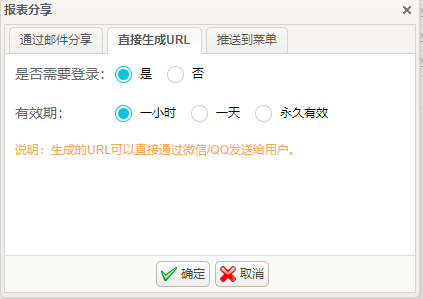 报表分享
通过邮件分享 直接生成URL 推送到菜单
是否需要登录： 是 否
有效期： 一小时 一天 永久有效
说明：生成的URL可以直接通过微信/QQ发送给用户。
确定 取消